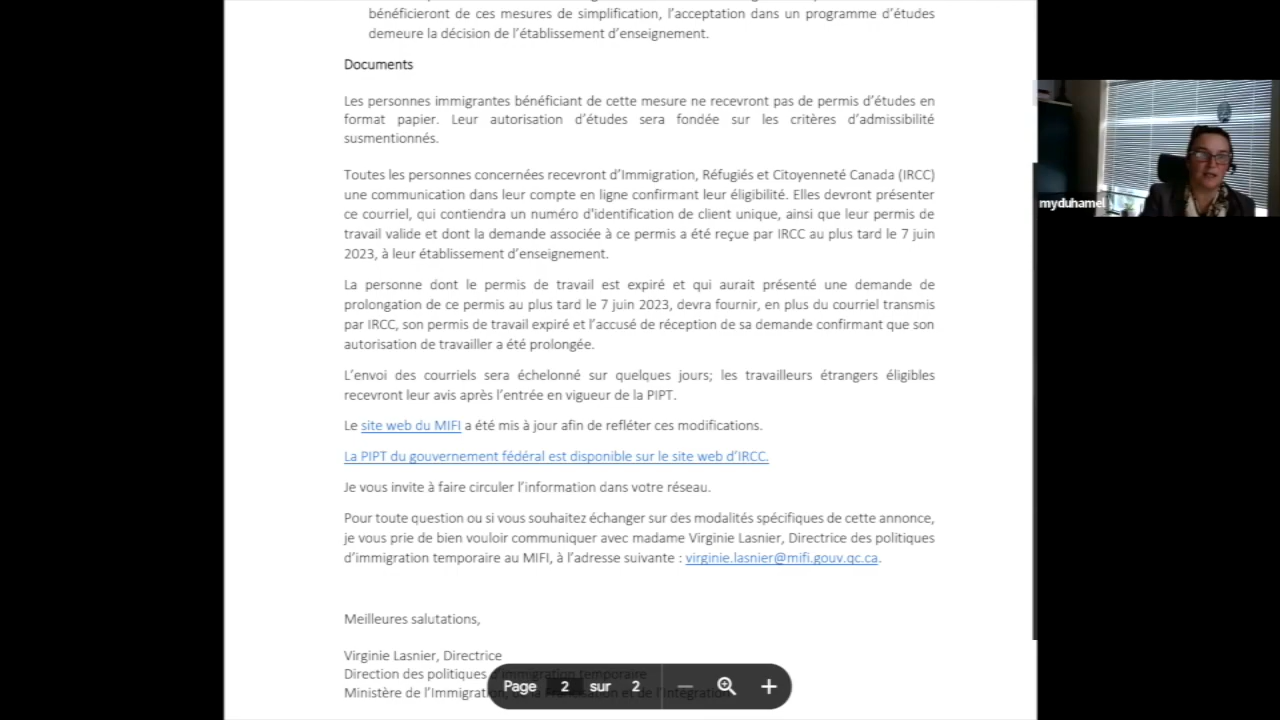 bénéficieront de ces mesures de simplification, l’acceptation dans un programme d’études
demeure la décision de l’établissement d’enseignement.
Documents
Les personnes immigrantes bénéficiant de cette mesure ne recevront pas de permis d’études en
format papier. Leur autorisation d’études sera fondée sur les critères d’admissibilité
susmentionnés.
Toutes les personnes concernées recevront d’Immigration, Réfugiés et Citoyenneté Canada (IRCC)
une communication dans leur compte en ligne confirmant leur éligibilité. Elles devront présenter
ce courriel, qui contiendra un numéro d'identification de client unique, ainsi que leur permis de
travail valide et dont la demande associée à ce permis a été reçue par IRCC au plus tard le 7 juin
2023, à leur établissement d’enseignement.
La personne dont le permis de travail est expiré et qui aurait présenté une demande de
prolongation de ce permis au plus tard le 7 juin 2023, devra fournir, en plus du courriel transmis
par IRCC, son permis de travail expiré et l’accusé de réception de sa demande confirmant que son
autorisation de travailler a été prolongée.
L’envoi des courriels sera échelonné sur quelques jours; les travailleurs étrangers éligibles
recevront leur avis après l’entrée en vigueur de la PIPT.
Le site web du MIFI a été mis à jour afin de refléter ces modifications.
La PIPT du gouvernement fédéral est disponible sur le site web d’IRCC.
Je vous invite à faire circuler l’information dans votre réseau.
Pour toute question ou si vous souhaitez échanger sur des modalités spécifiques de cette annonce,
je vous prie de bien vouloir communiquer avec madame Virginie Lasnier, Directrice des politiques
d’immigration temporaire au MIFI, à l’adresse suivante : virginie.lasnier@mifi.gouv.qc.ca.
Meilleures salutations,
Virginie Lasnier, Directrice
Direction des politiques d’immigration temporaire
Ministère de l’Immigration, de la Francisation et de l’Intégration
Page 2 sur 2
myduhamel